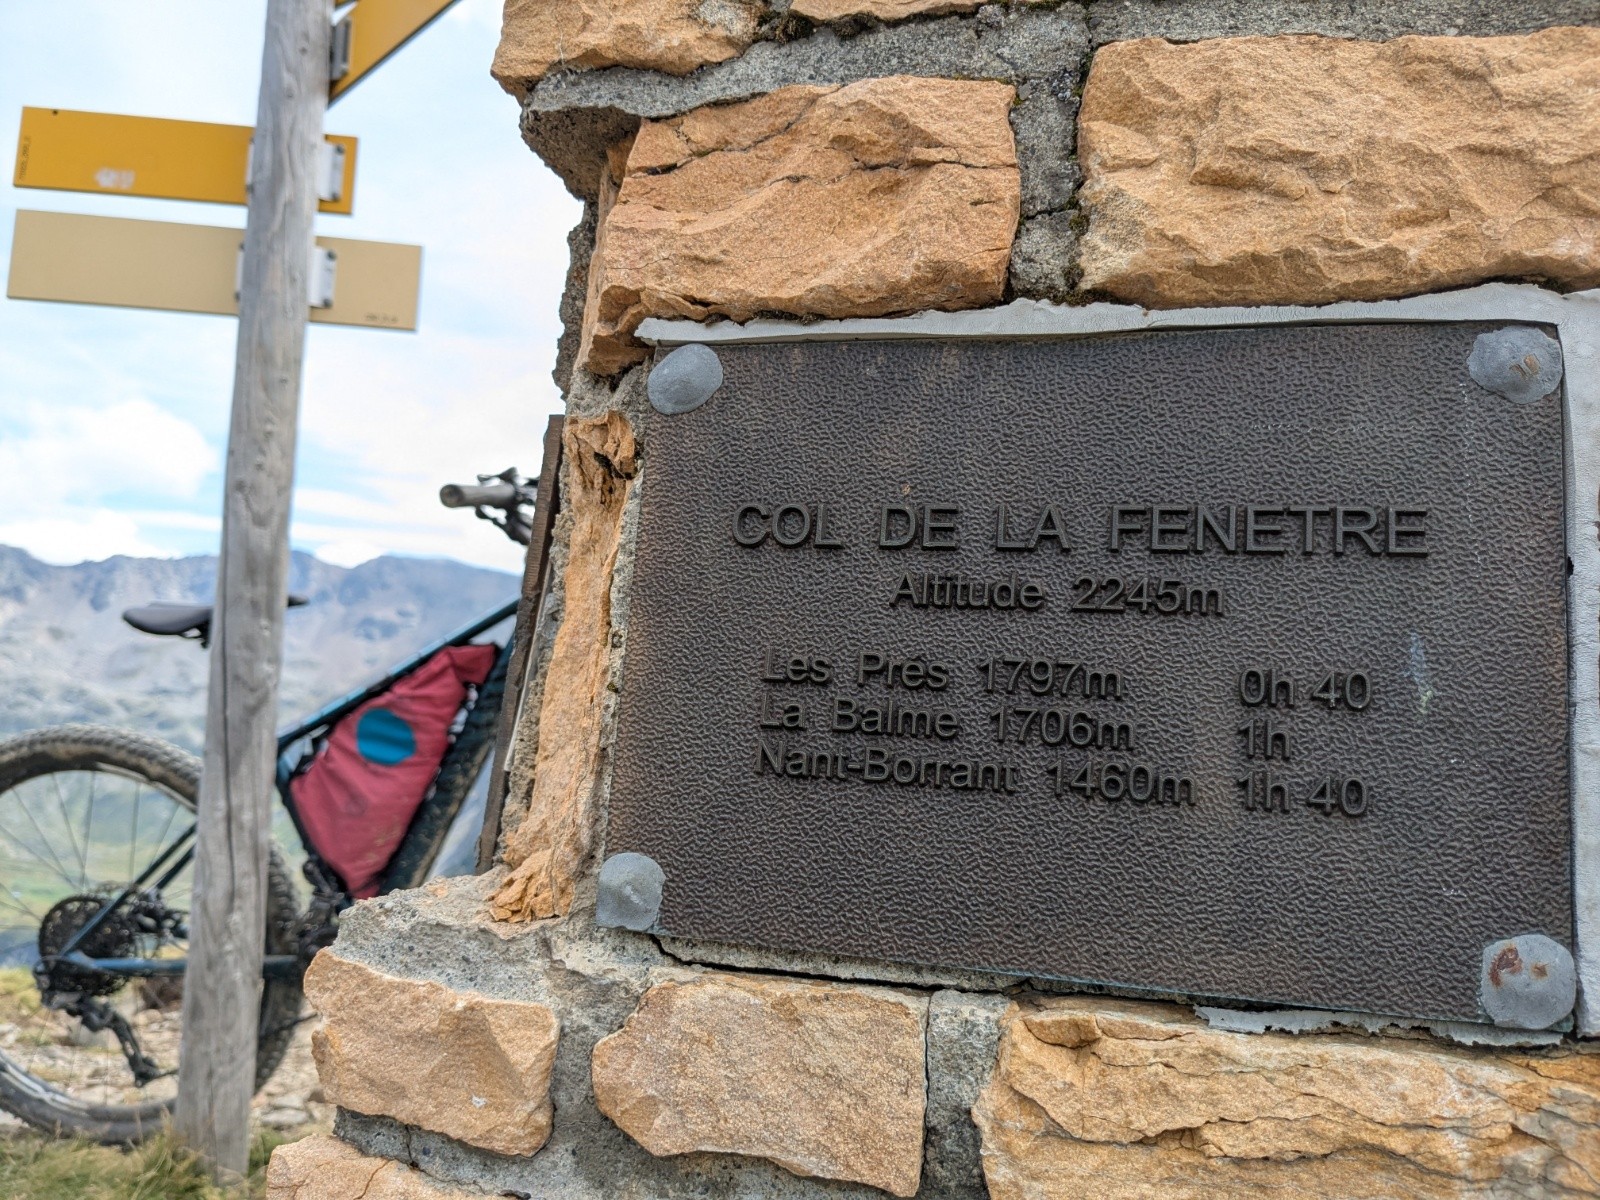 COL DE LA FENETRE
Altitude 2245m
Les Prés 1797m 0h 40
La Balme 1706m 1h
Nant-Borrant 1460m 1h 40